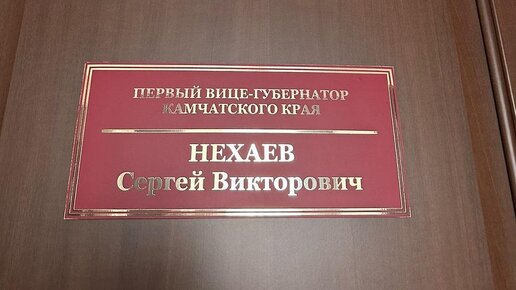 ПЕРВЫЙ ВИЦЕ-ГУБЕРНАТОР
КАМЧАТСКОГО КРАЯ
НЕХАЕВ
Сергей Викторович